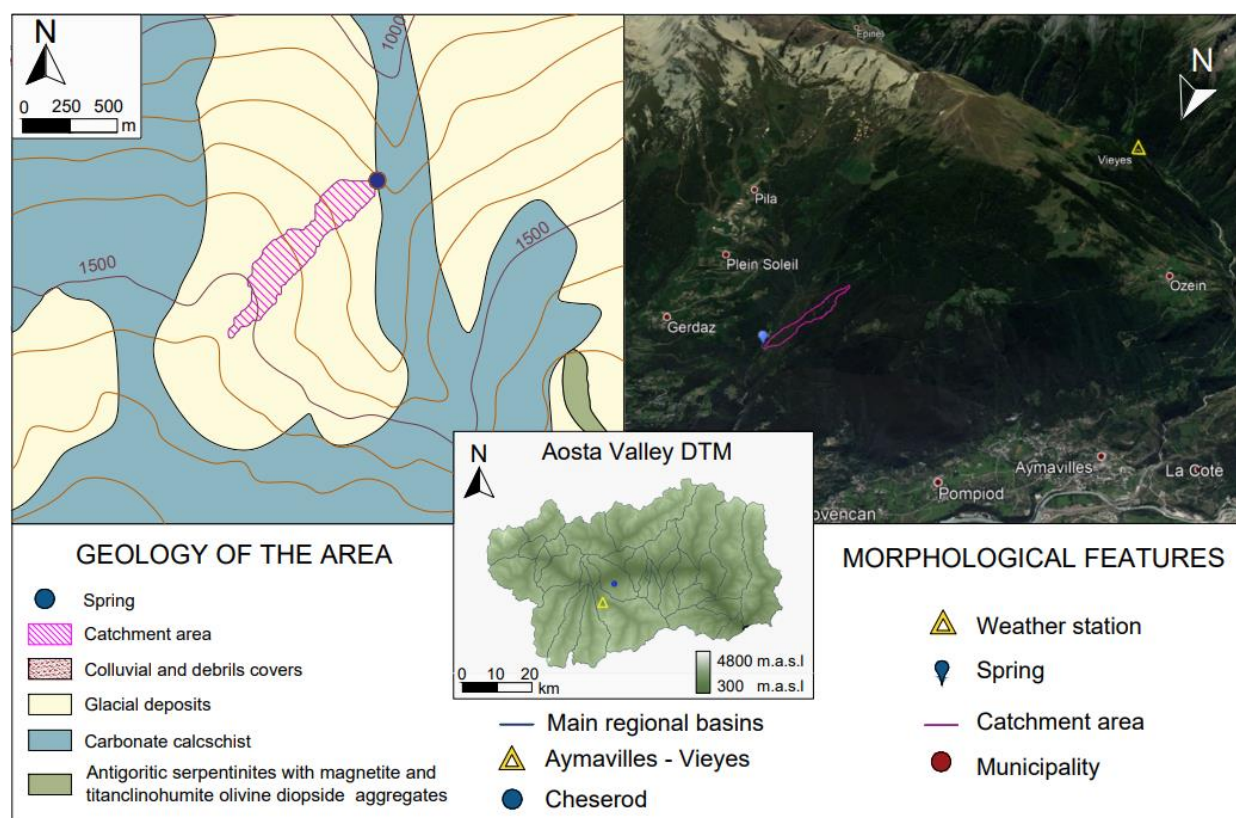 N
0 250 500
m
1000
1500
1500
Epinel
N
Vieyes
Pila
Plein Soleil
Ozein
Gerdaz
Aymavilles
La Cote
Pompiod
ovencan
Aosta Valley DTM
N
0 10 20
km
4800 m.a.s.l
300 m.a.s.l
GEOLOGY OF THE AREA
Spring
Catchment area
Colluvial and debrils covers
Glacial deposits
Carbonate calcschist
Antigoritic serpentinites with magnetite and
titanclinohumite olivine diopside aggregates
Main regional basins
Aymavilles - Vieyes
Cheserod
MORPHOLOGICAL FEATURES
Weather station
Spring
Catchment area
Municipality